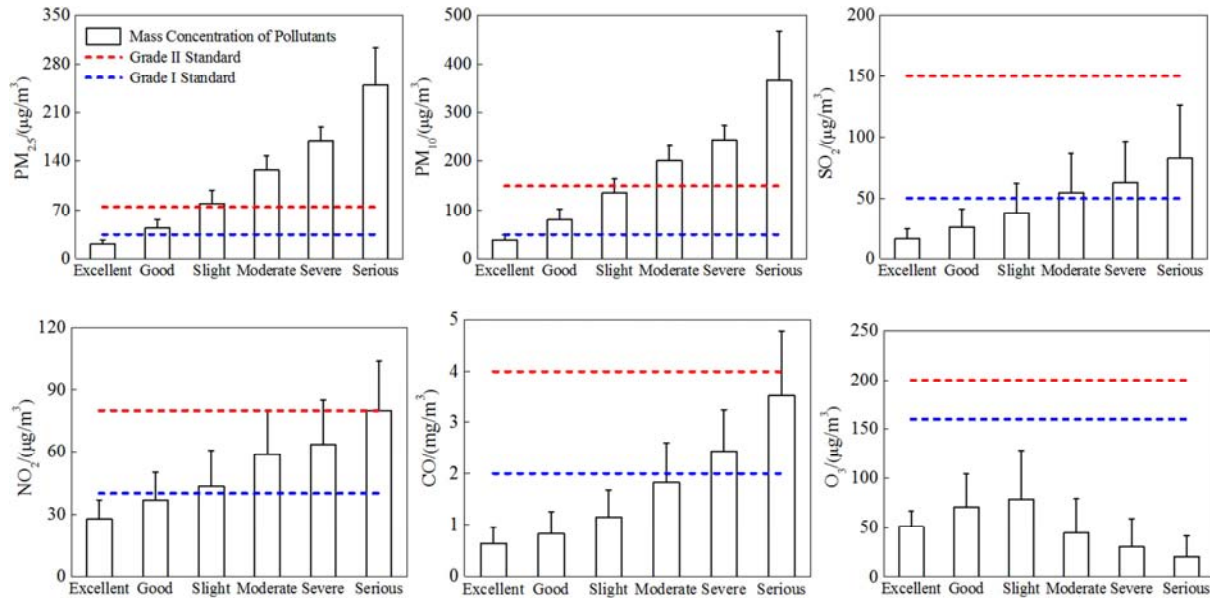 350
280
210
140
70
0
PM2.5/(μg/m3)
Mass Concentration of Pollutants
Grade II Standard
Grade I Standard
Excellent Good Slight Moderate Severe Serious
500
400
300
200
100
0
PM10/(μg/m3)
Excellent Good Slight Moderate Severe Serious
200
150
100
50
0
SO2/(μg/m3)
Excellent Good Slight Moderate Severe Serious
120
90
60
30
0
NO2/(μg/m3)
Excellent Good Slight Moderate Severe Serious
5
4
3
2
1
0
CO/(mg/m3)
Excellent Good Slight Moderate Severe Serious
250
200
150
100
50
0
O3/(μg/m3)
Excellent Good Slight Moderate Severe Serious